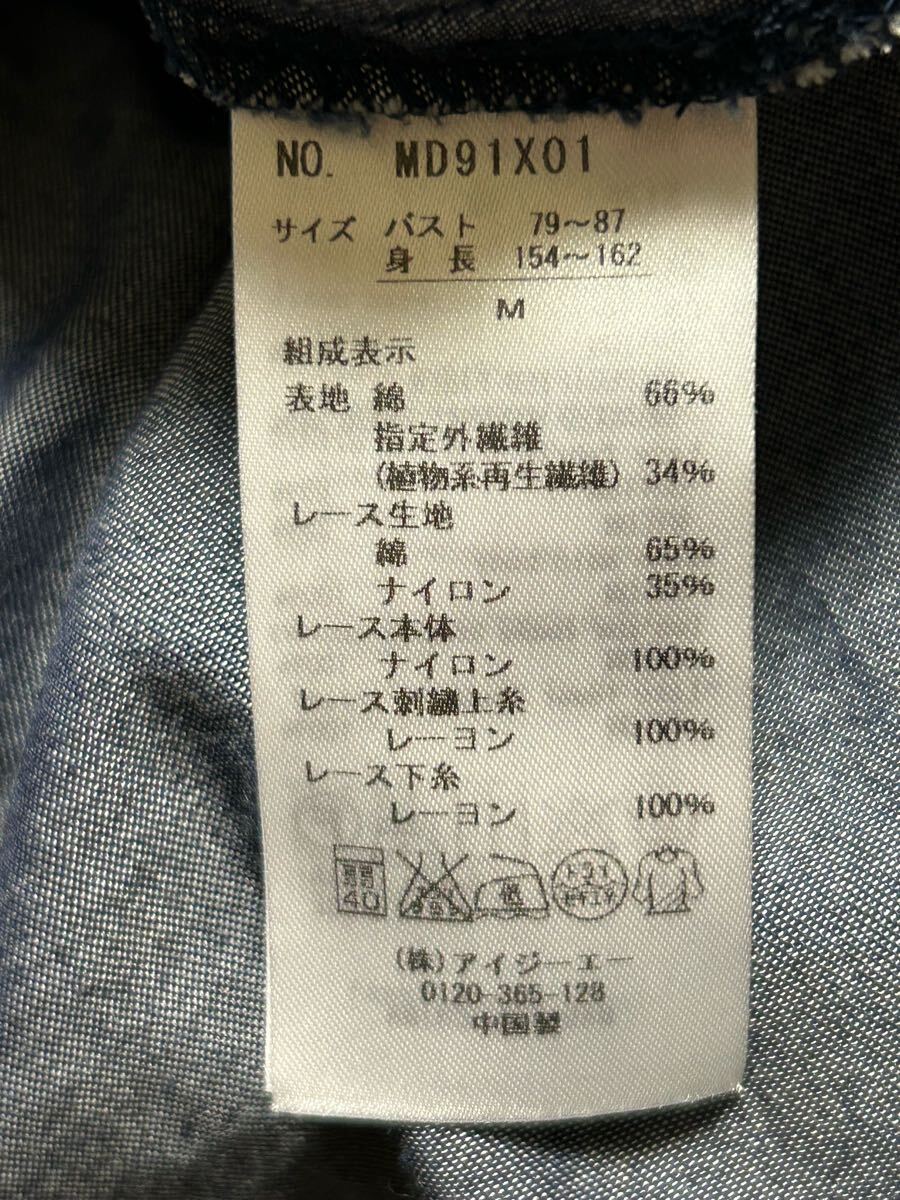 NO. MD91X01
サイズ バスト 79～87
身長 154～162
M
組成表示
表地 綿 66%
指定外繊維
(植物系再生繊維) 34%
レース生地
綿 65%
ナイロン 35%
レース本体
ナイロン 100%
レース刺繍上糸
レーヨン 100%
レース下糸
レーヨン 100%
40
(株)アイジーエー
0120-365-128
中国製